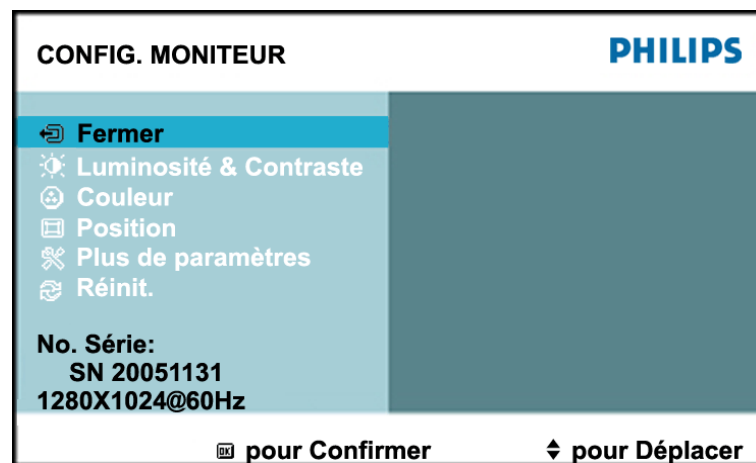 CONFIG. MONITEUR
PHILIPS
Fermer
Luminosité & Contraste
Couleur
Position
Plus de paramètres
Réinit.
No. Série:
SN 20051131
1280X1024@60Hz
OK pour Confirmer
pour Déplacer